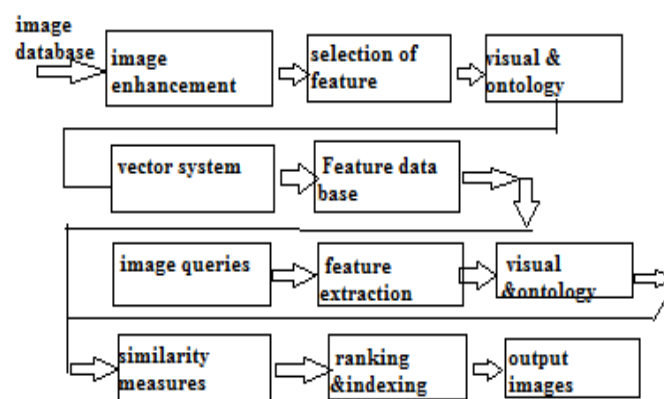 image
database
image
enhancement
selection of
feature
visual &
ontology
vector system
Feature data
base
image queries
feature
extraction
visual
&ontology
similarity
measures
ranking
&indexing
output
images